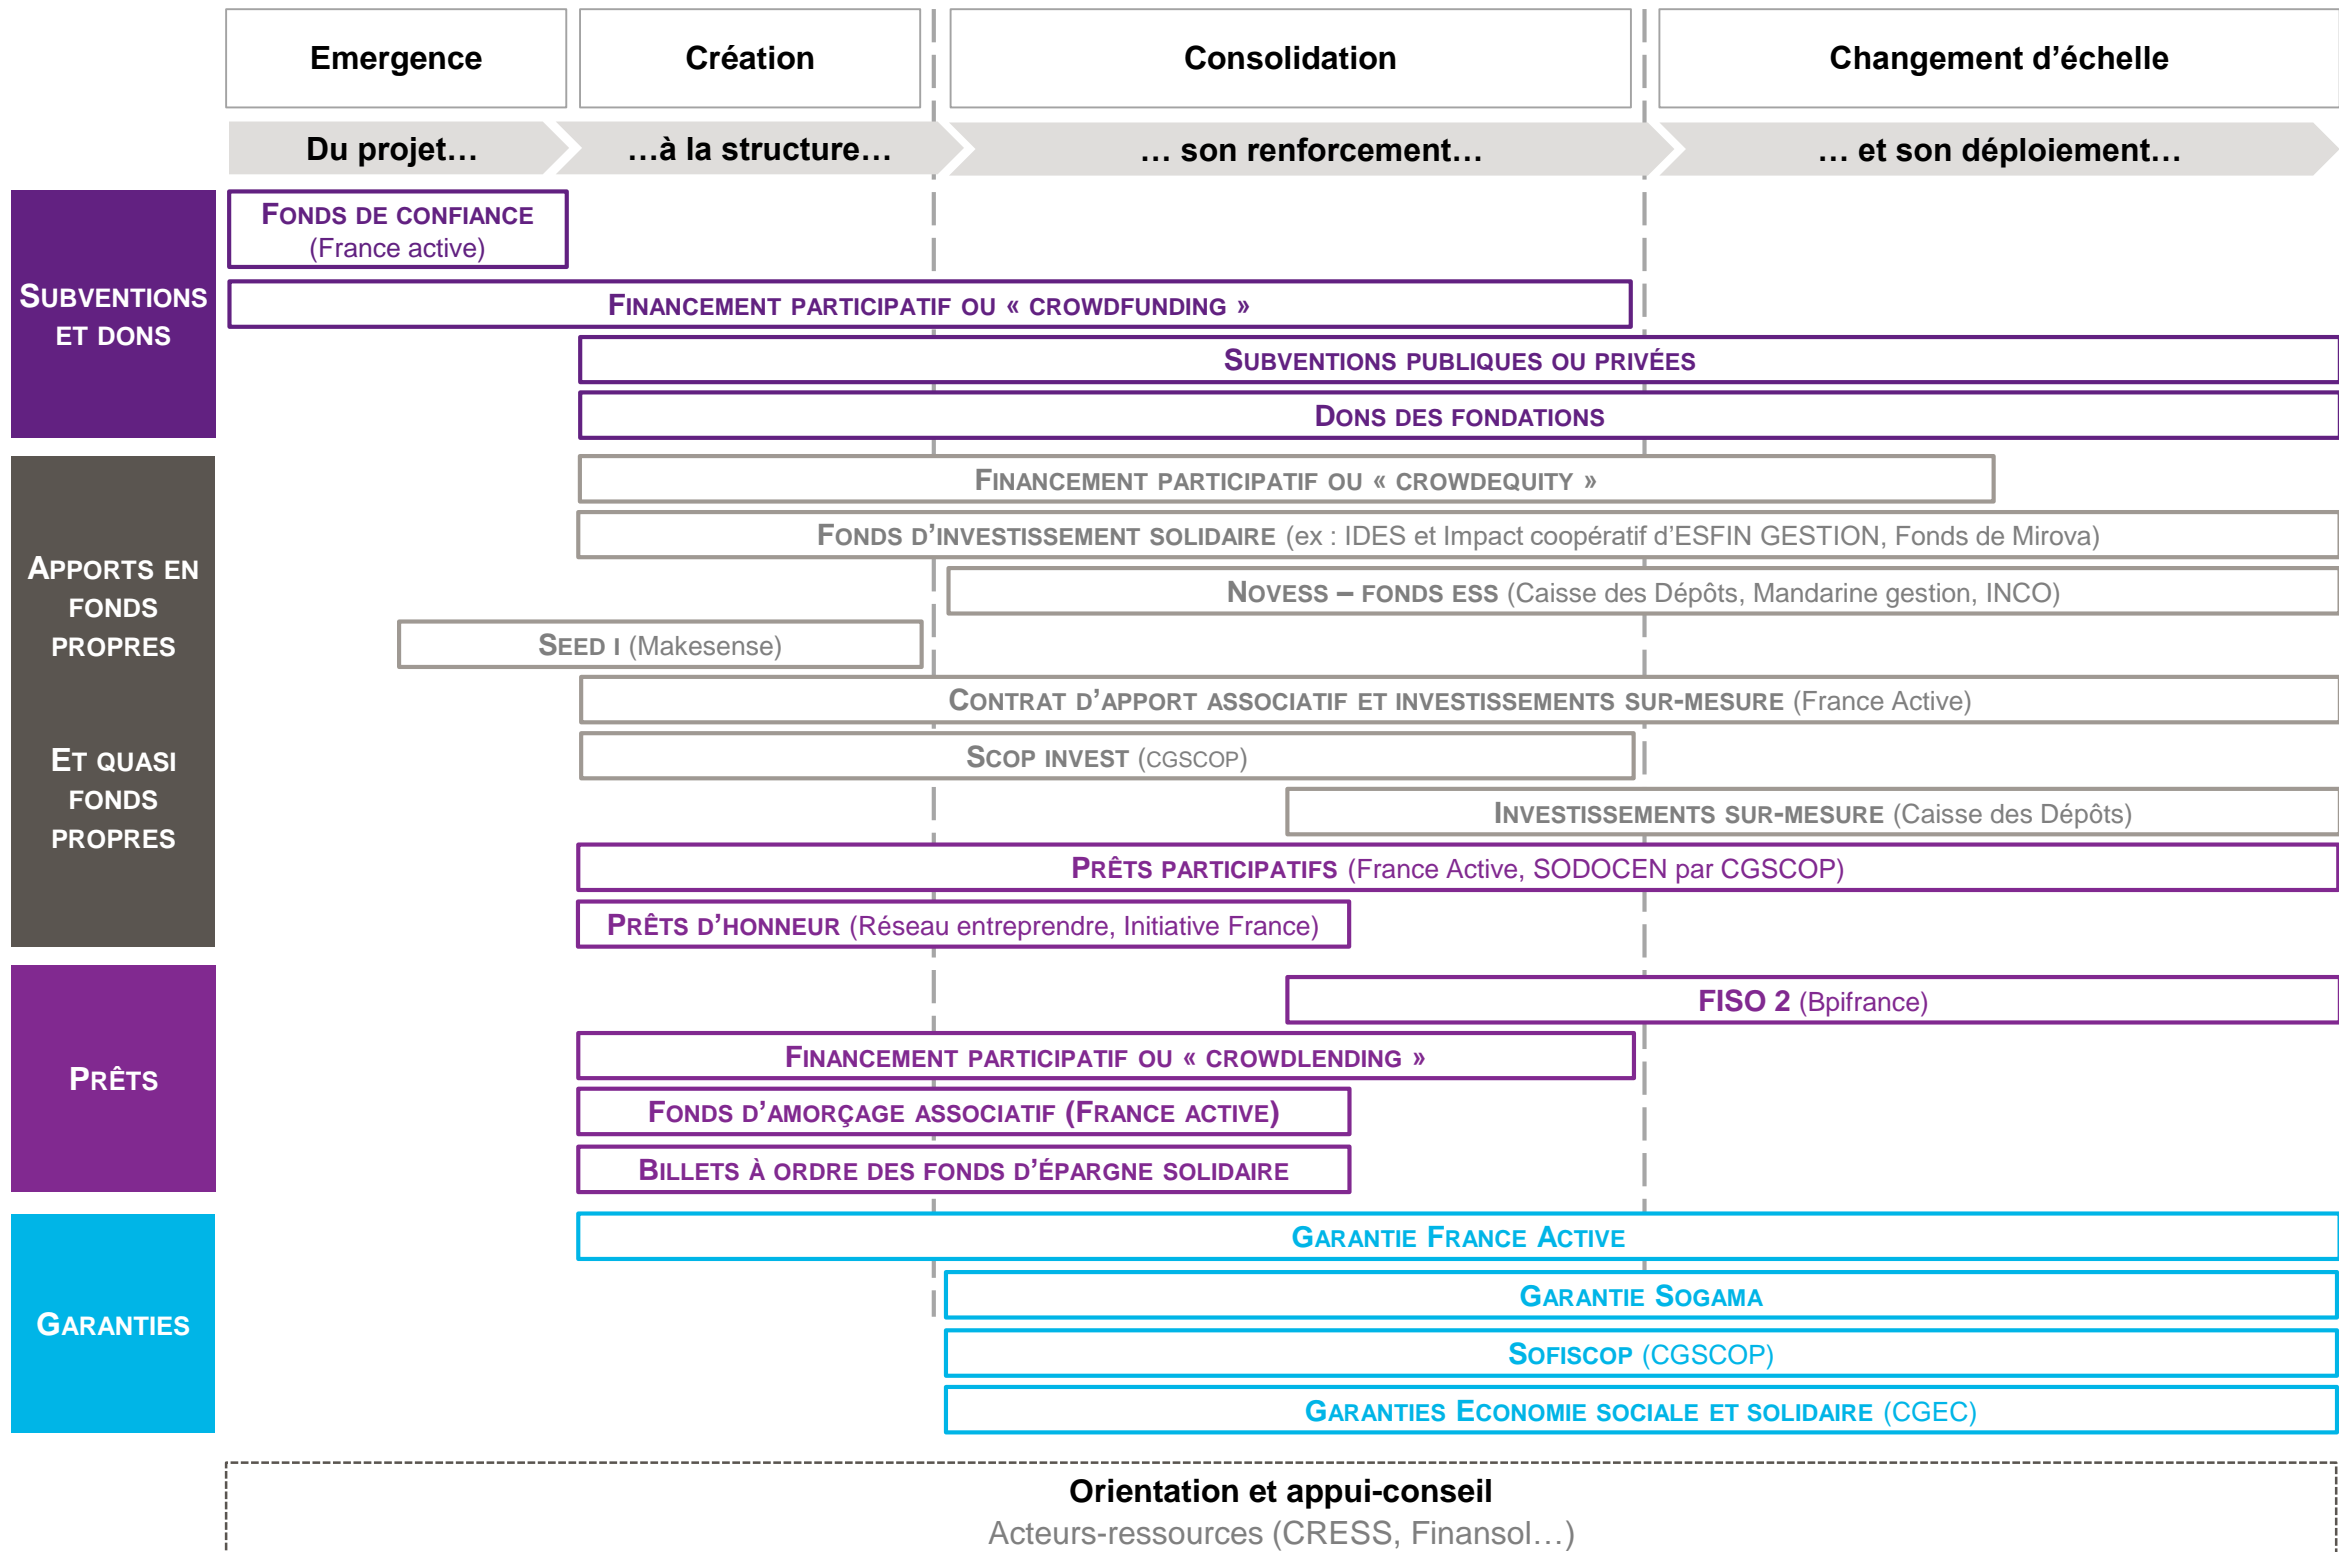 Emergence
Création
Consolidation
Changement d'échelle
Du projet…
…à la structure…
… son renforcement…
… et son déploiement…
SUBVENTIONS
ET DONS
FONDS DE CONFIANCE
(France active)
FINANCEMENT PARTICIPATIF OU « CROWDFUNDING »
SUBVENTIONS PUBLIQUES OU PRIVÉES
DONS DES FONDATIONS
APPORTS EN
FONDS
PROPRES
ET QUASI
FONDS
PROPRES
FINANCEMENT PARTICIPATIF OU « CROWDEQUITY »
FONDS D'INVESTISSEMENT SOLIDAIRE (ex : IDES et Impact coopératif d'ESFIN GESTION, Fonds de Mirova)
NOVESS – FONDS ESS (Caisse des Dépôts, Mandarine gestion, INCO)
SEED I (Makesense)
CONTRAT D'APPORT ASSOCIATIF ET INVESTISSEMENTS SUR-MESURE (France Active)
SCOP INVEST (CGSCOP)
INVESTISSEMENTS SUR-MESURE (Caisse des Dépôts)
PRÊTS PARTICIPATIFS (France Active, SODOCEN par CGSCOP)
PRÊTS D'HONNEUR (Réseau entreprendre, Initiative France)
PRÊTS
FISO 2 (Bpifrance)
FINANCEMENT PARTICIPATIF OU « CROWDLENDING »
FONDS D'AMORÇAGE ASSOCIATIF (FRANCE ACTIVE)
BILLETS À ORDRE DES FONDS D'ÉPARGNE SOLIDAIRE
GARANTIES
GARANTIE FRANCE ACTIVE
GARANTIE SOGAMA
SOFISCOP (CGSCOP)
GARANTIES ECONOMIE SOCIALE ET SOLIDAIRE (CGEC)
Orientation et appui-conseil
Acteurs-ressources (CRESS, Finansol…)